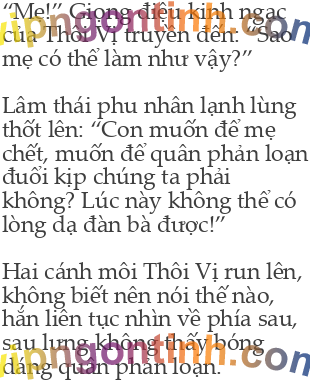 “Mẹ!” Giọng điệu kinh ngạc
của Thôi Vị truyền đến: “Sao
mẹ có thể làm như vậy?”
Lâm thái phu nhân lạnh lùng
thốt lên: “Con muốn để mẹ
chết, muốn để quân phản loạn
đuổi kịp chúng ta phải
không? Lúc này không thể có
lòng dạ đàn bà được!”
Hai cánh môi Thôi Vị run lên,
không biết nên nói thế nào,
hắn liên tục nhìn về phía sau,
sau lưng không thấy bóng
dáng quân phản loạn.
vipngontinh.com
vipngontinh.com